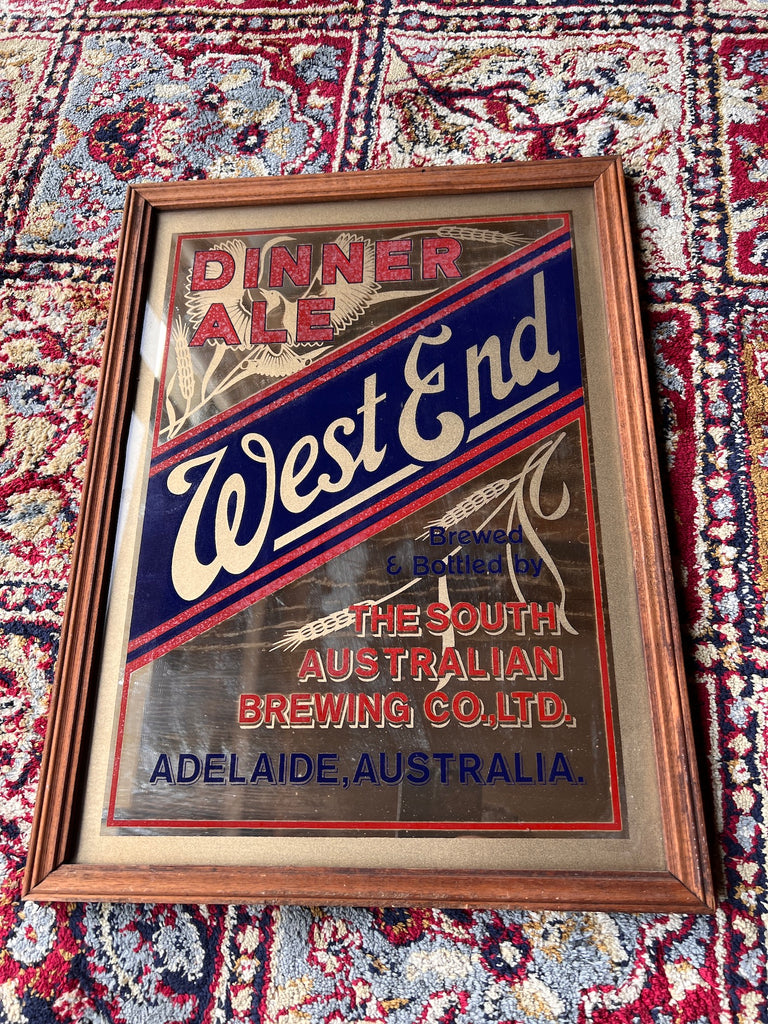 DINNER
ALE
West End
Brewed
& Bottled by
THE SOUTH
AUSTRALIAN
BREWING CO., LTD.
ADELAIDE, AUSTRALIA.